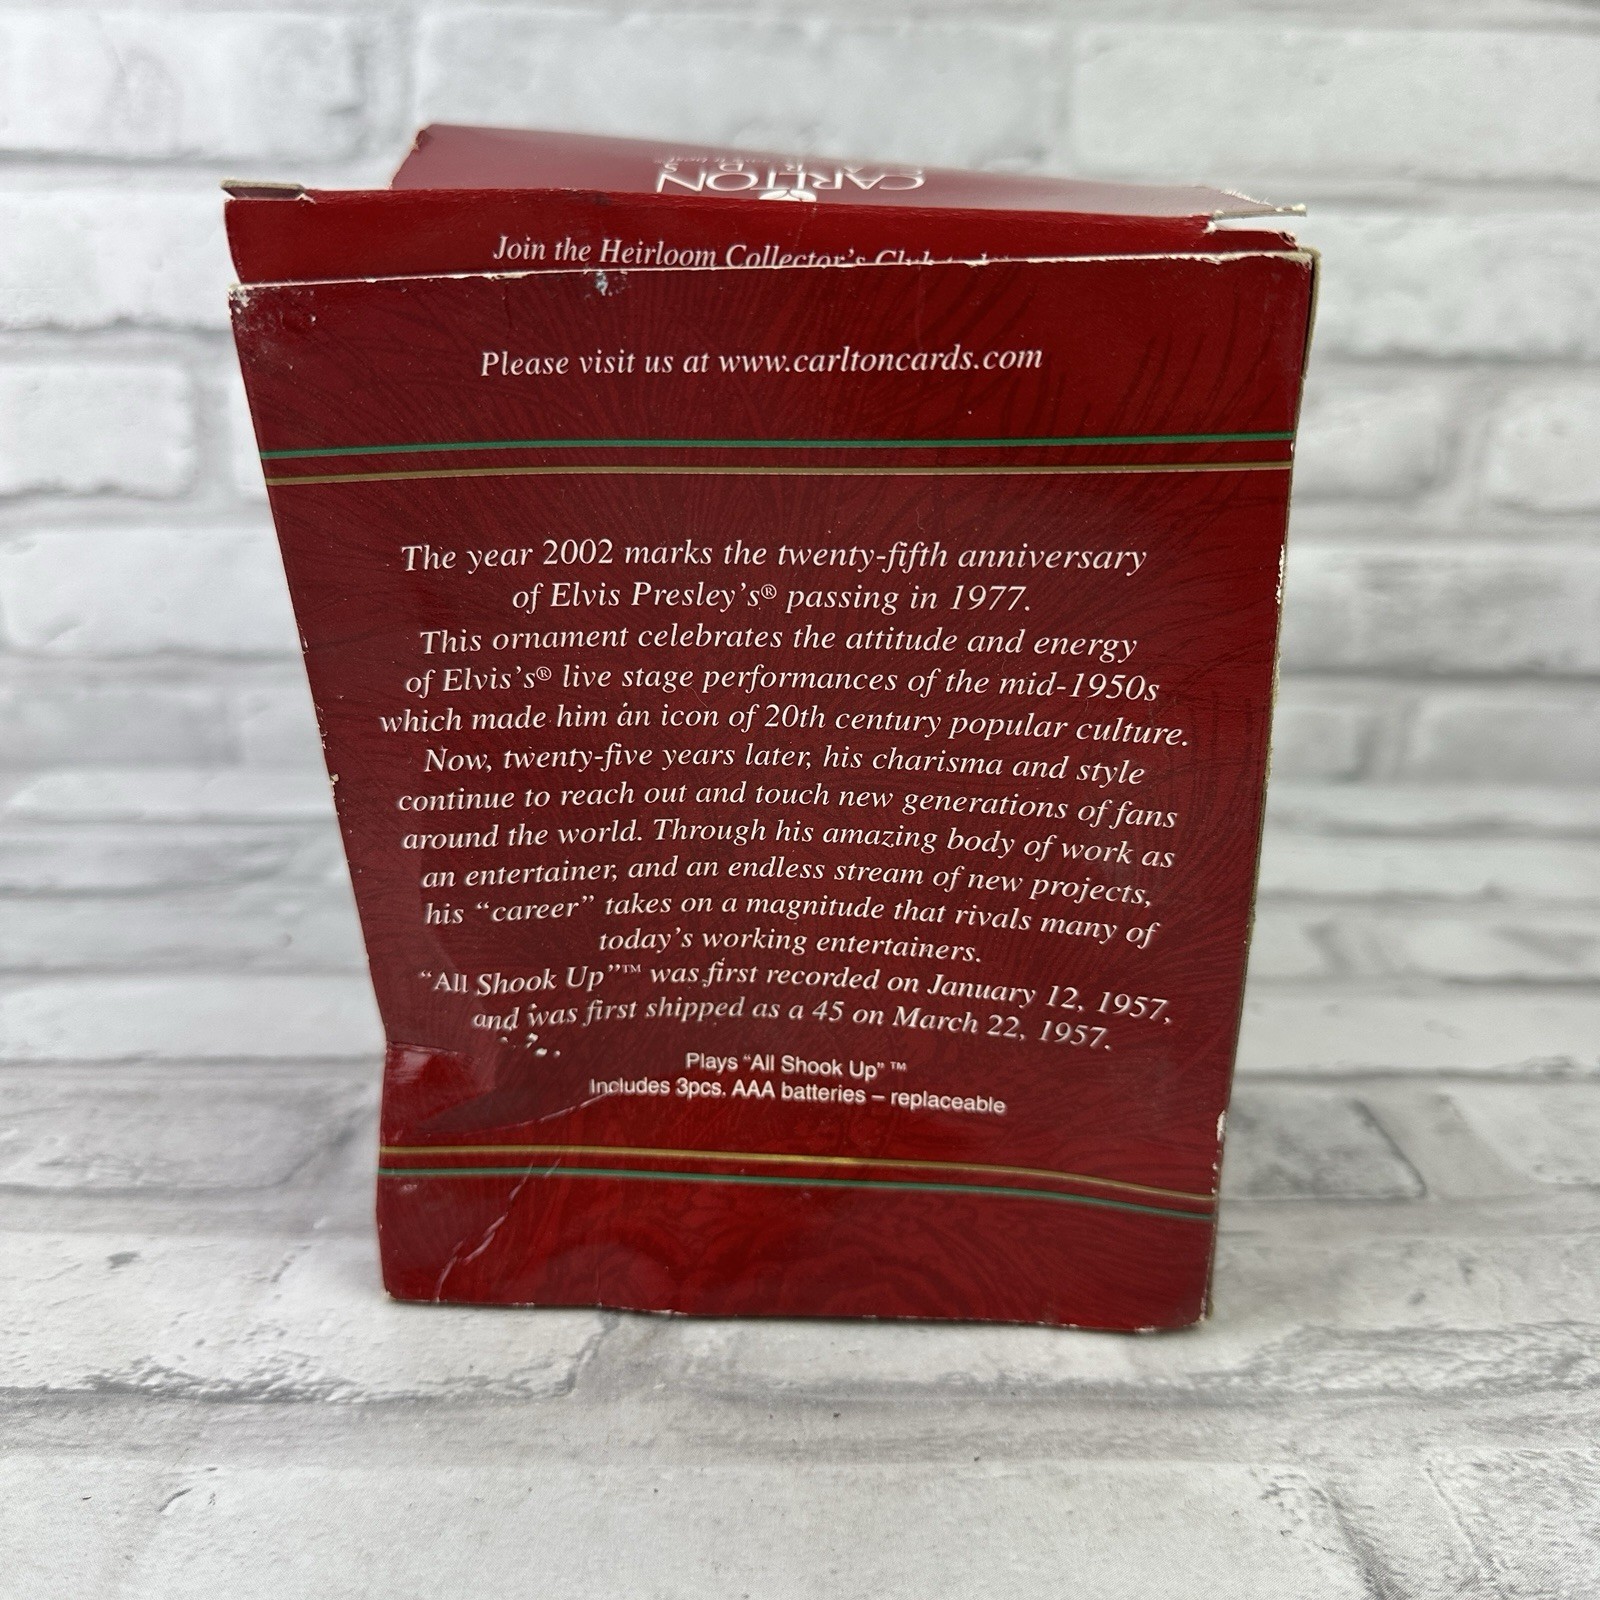 CARLTON
CARDS
Join the Heirloom Collector's Club
Please visit us at www.carltoncards.com
The year 2002 marks the twenty-fifth anniversary
of Elvis Presley's® passing in 1977.
This ornament celebrates the attitude and energy
of Elvis's® live stage performances of the mid-1950s
which made him an icon of 20th century popular culture.
Now, twenty-five years later, his charisma and style
continue to reach out and touch new generations of fans
around the world. Through his amazing body of work as
an entertainer, and an endless stream of new projects,
his “career” takes on a magnitude that rivals many of
today's working entertainers.
“All Shook Up”™ was first recorded on January 12, 1957,
and was first shipped as a 45 on March 22, 1957.
Plays “All Shook Up” ™
Includes 3pcs. AAA batteries – replaceable